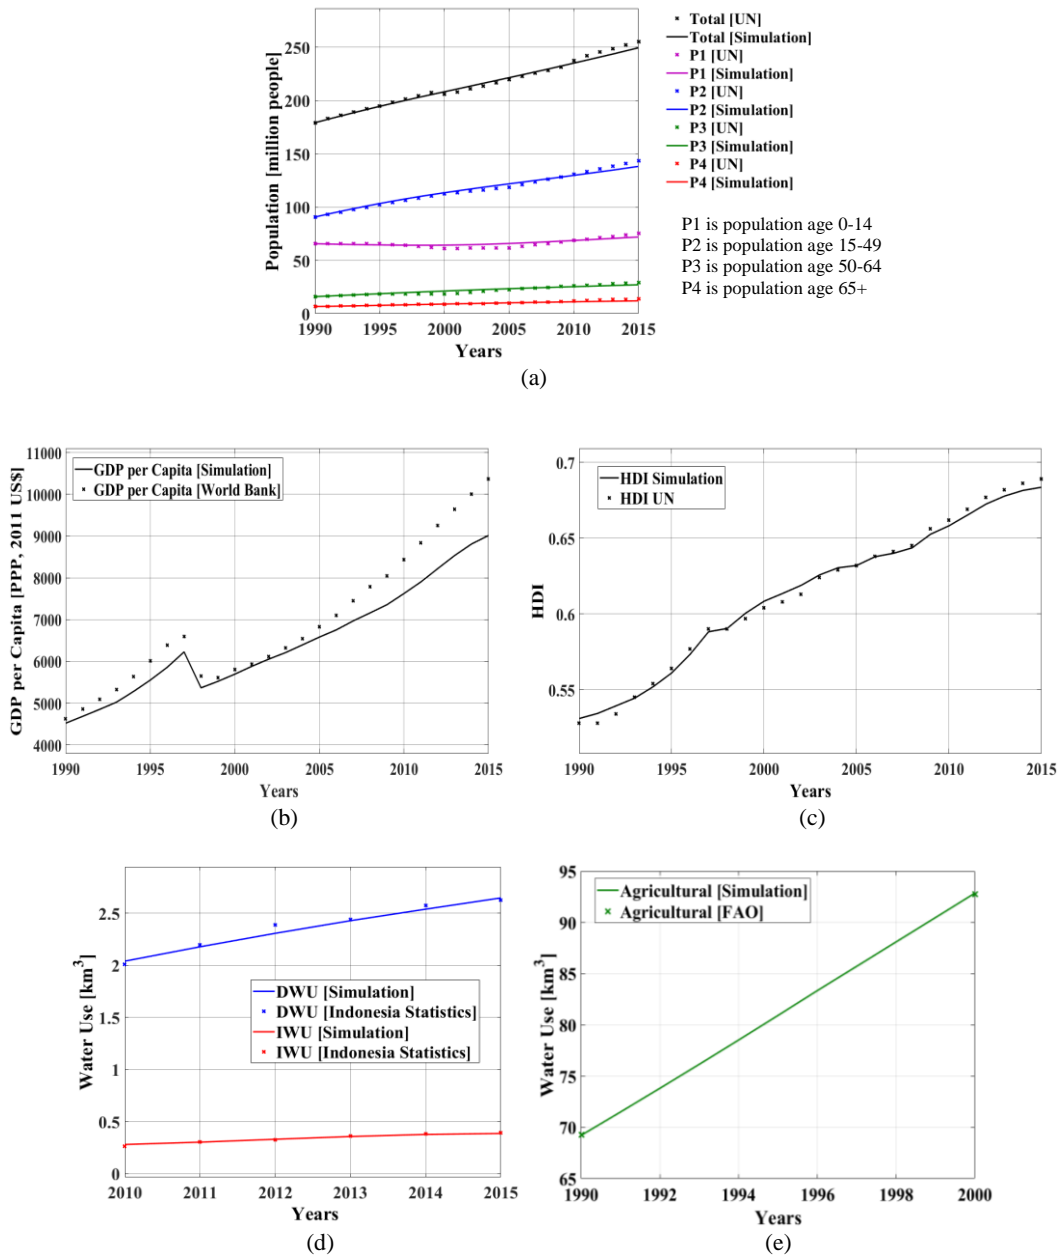 Total [UN]
Total [Simulation]
P1 [UN]
P1 [Simulation]
P2 [UN]
P2 [Simulation]
P3 [UN]
P3 [Simulation]
P4 [UN]
P4 [Simulation]
P1 is population age 0-14
P2 is population age 15-49
P3 is population age 50-64
P4 is population age 65+
Population [million people]
250
200
150
100
50
0
1990 1995 2000 2005 2010 2015
Years
(a)
GDP per Capita [PPP, 2011 US$]
11000
10000
9000
8000
7000
6000
5000
4000
GDP per Capita [Simulation]
GDP per Capita [World Bank]
1990 1995 2000 2005 2010 2015
Years
(b)
HDI
0.7
0.65
0.6
0.55
HDI Simulation
HDI UN
1990 1995 2000 2005 2010 2015
Years
(c)
Water Use [km³]
2.5
2
1.5
1
0.5
0
DWU [Simulation]
DWU [Indonesia Statistics]
IWU [Simulation]
IWU [Indonesia Statistics]
2010 2011 2012 2013 2014 2015
Years
(d)
Water Use [km³]
95
90
85
80
75
70
65
Agricultural [Simulation]
Agricultural [FAO]
1990 1992 1994 1996 1998 2000
Years
(e)